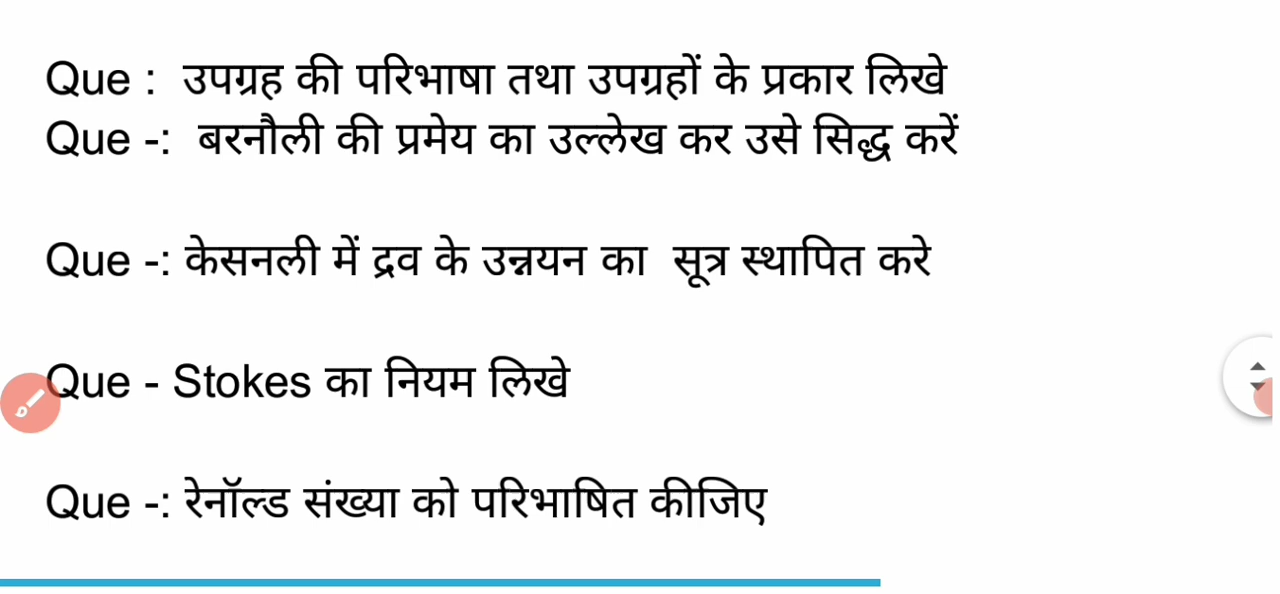 Que : उपग्रह की परिभाषा तथा उपग्रहों के प्रकार लिखे
Que -: बरनौली की प्रमेय का उल्लेख कर उसे सिद्ध करें
Que -: केसनली में द्रव के उन्नयन का सूत्र स्थापित करे
Que - Stokes का नियम लिखे
Que -: रेनॉल्ड संख्या को परिभाषित कीजिए